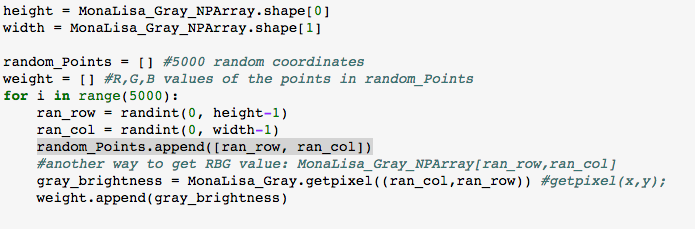 height = MonaLisa_Gray_NPArray.shape[0]
width = MonaLisa_Gray_NPArray.shape[1]
random_Points = [] #5000 random coordinates
weight = [] #R,G,B values of the points in random_Points
for i in range(5000):
    ran_row = randint(0, height-1)
    ran_col = randint(0, width-1)
    random_Points.append([ran_row, ran_col])
    #another way to get RBG value: MonaLisa_Gray_NPArray[ran_row,ran_col]
    gray_brightness = MonaLisa_Gray.getpixel((ran_col,ran_row)) #getpixel(x,y);
    weight.append(gray_brightness)